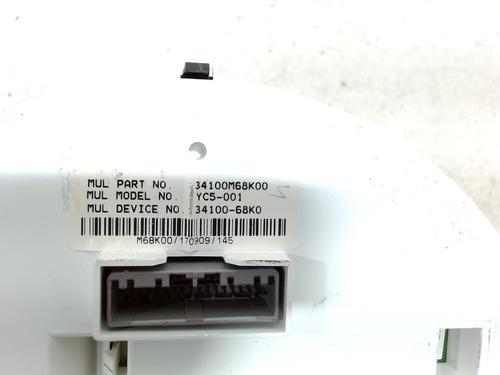 MUL PART NO. 34100M68K00
MUL MODEL NO. YC5-001
MUL DEVICE NO. 34100-68K0
M68K00/170909/145